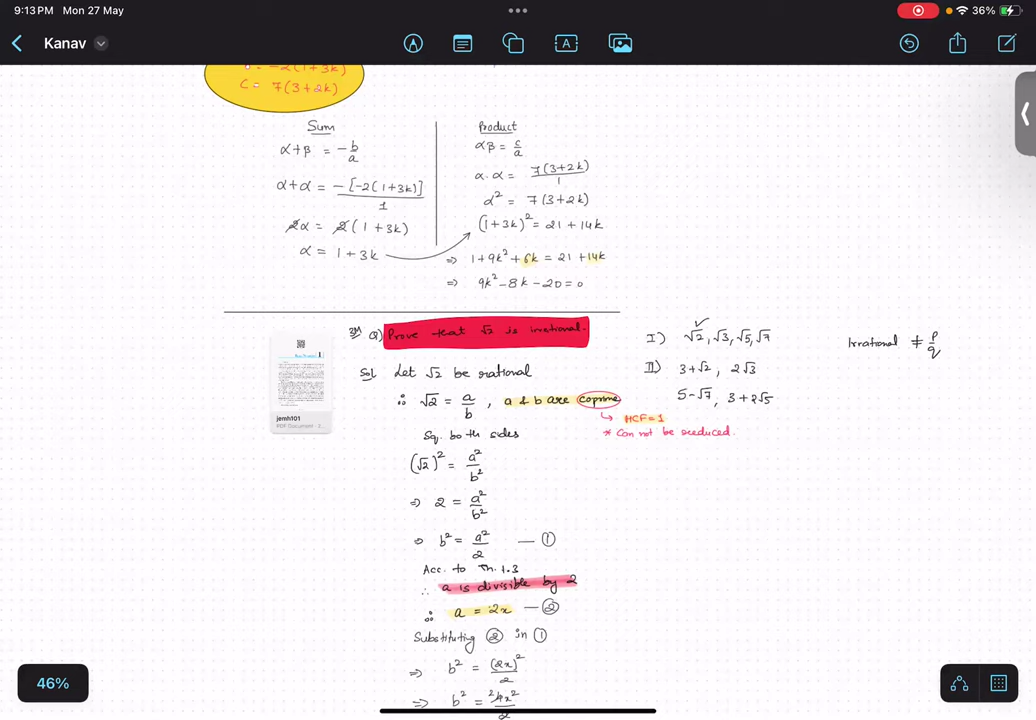 9:13 PM Mon 27 May
36%
Kanav
= -2(1+3k)
C = 7(3+2k)
Sum
α+β = -b/a
α+α = -[-2(1+3k)]/1
2α = 2(1+3k)
α = 1+3k
Product
αβ = c/a
α.α = 7(3+2k)/1
α² = 7(3+2k)
(1+3k)² = 21+14k
⇒ 1+9k²+6k = 21+14k
⇒ 9k²-8k-20=0
Q) Prove that √2 is irrational.
Sol Let √2 be rational
∴ √2 = a/b , a & b are coprime
↳ HCF=1
* Can not be reduced.
Sq. both sides
(√2)² = a²/b²
⇒ 2 = a²/b²
⇒ b² = a²/2 — ①
Acc. to Th. 1.3
∴ a is divisible by 2
∴ a = 2x — ②
Substituting ② in ①
⇒ b² = (2x)²/2
⇒ b² = ²4x²/2
I) √2, √3, √5, √7
II) 3+√2, 2√3
5-√7, 3+2√5
Irrational ≠ p/q
jemh101
PDF Document
46%